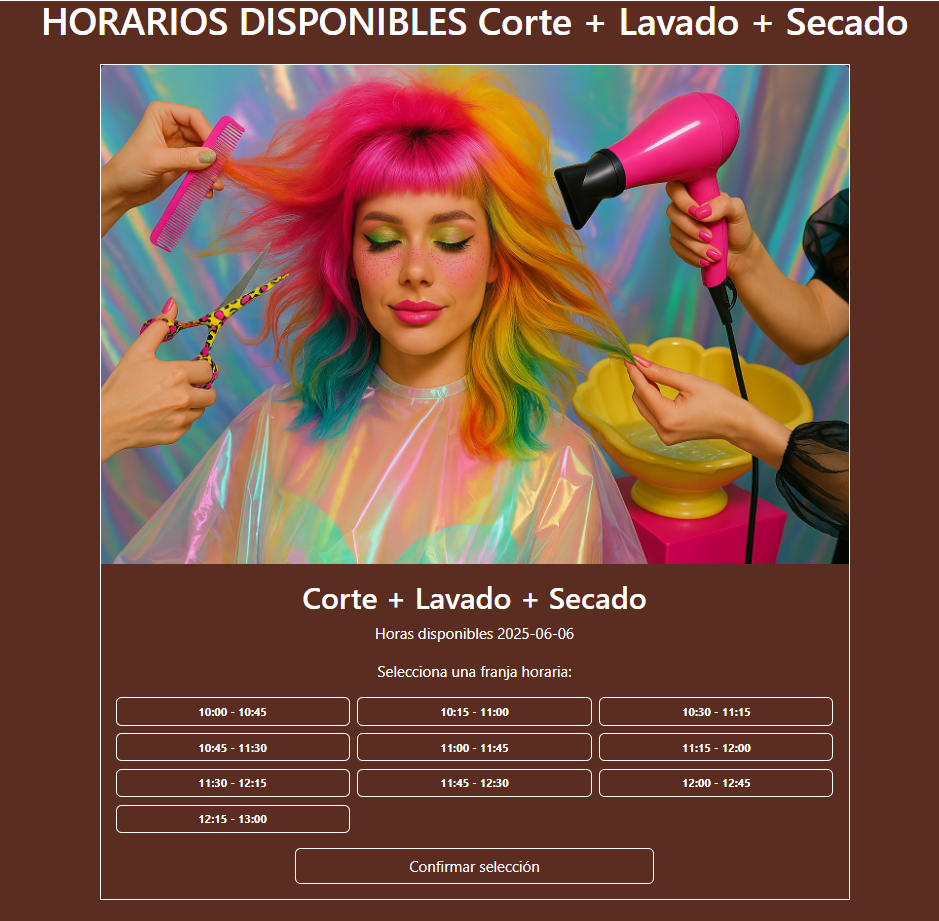 HORARIOS DISPONIBLES Corte + Lavado + Secado
Corte + Lavado + Secado
Horas disponibles 2025-06-06
Selecciona una franja horaria:
10:00 - 10:45
10:15 - 11:00
10:30 - 11:15
10:45 - 11:30
11:00 - 11:45
11:15 - 12:00
11:30 - 12:15
11:45 - 12:30
12:00 - 12:45
12:15 - 13:00
Confirmar selección